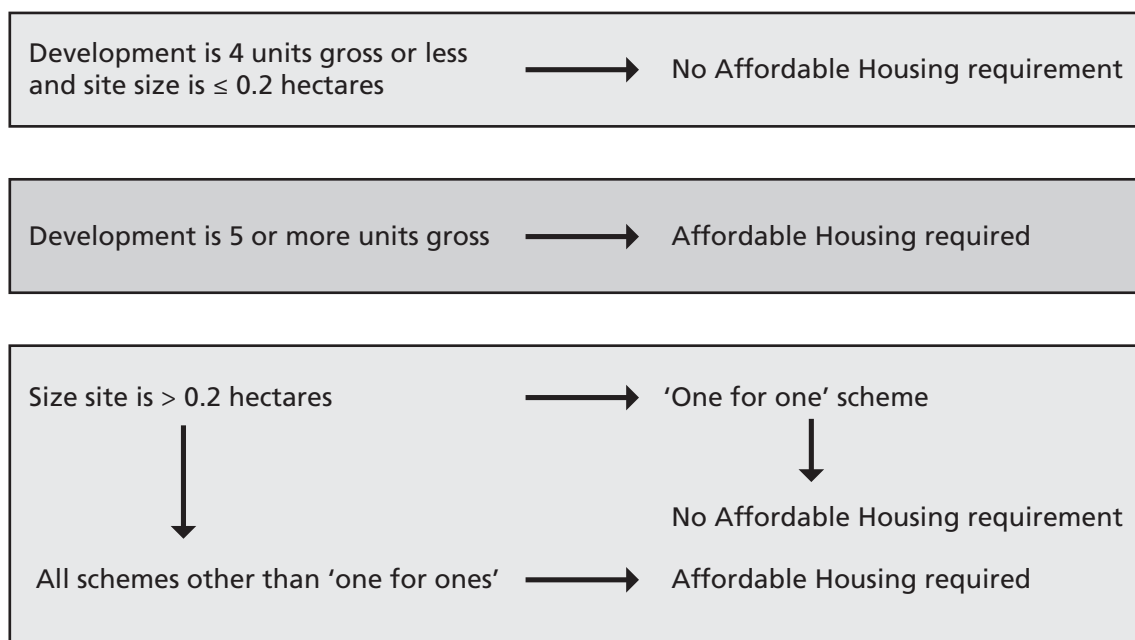 Development is 4 units gross or less
and site size is ≤ 0.2 hectares
No Affordable Housing requirement
Development is 5 or more units gross
Affordable Housing required
Size site is > 0.2 hectares
‘One for one’ scheme
No Affordable Housing requirement
All schemes other than ‘one for ones’
Affordable Housing required